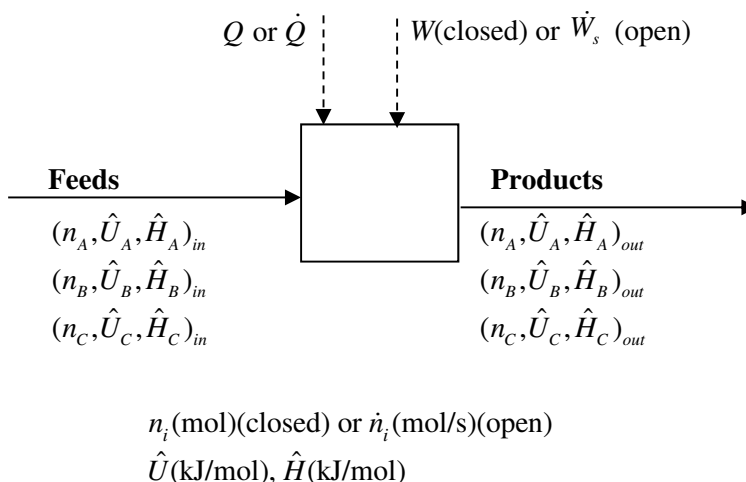 Q or Q̇ W(closed) or Ẇₛ (open)
Feeds Products
(n_A, Û_A, Ĥ_A)_in (n_A, Û_A, Ĥ_A)_out
(n_B, Û_B, Ĥ_B)_in (n_B, Û_B, Ĥ_B)_out
(n_C, Û_C, Ĥ_C)_in (n_C, Û_C, Ĥ_C)_out
n_i(mol)(closed) or ṅ_i(mol/s)(open)
Û(kJ/mol), Ĥ(kJ/mol)